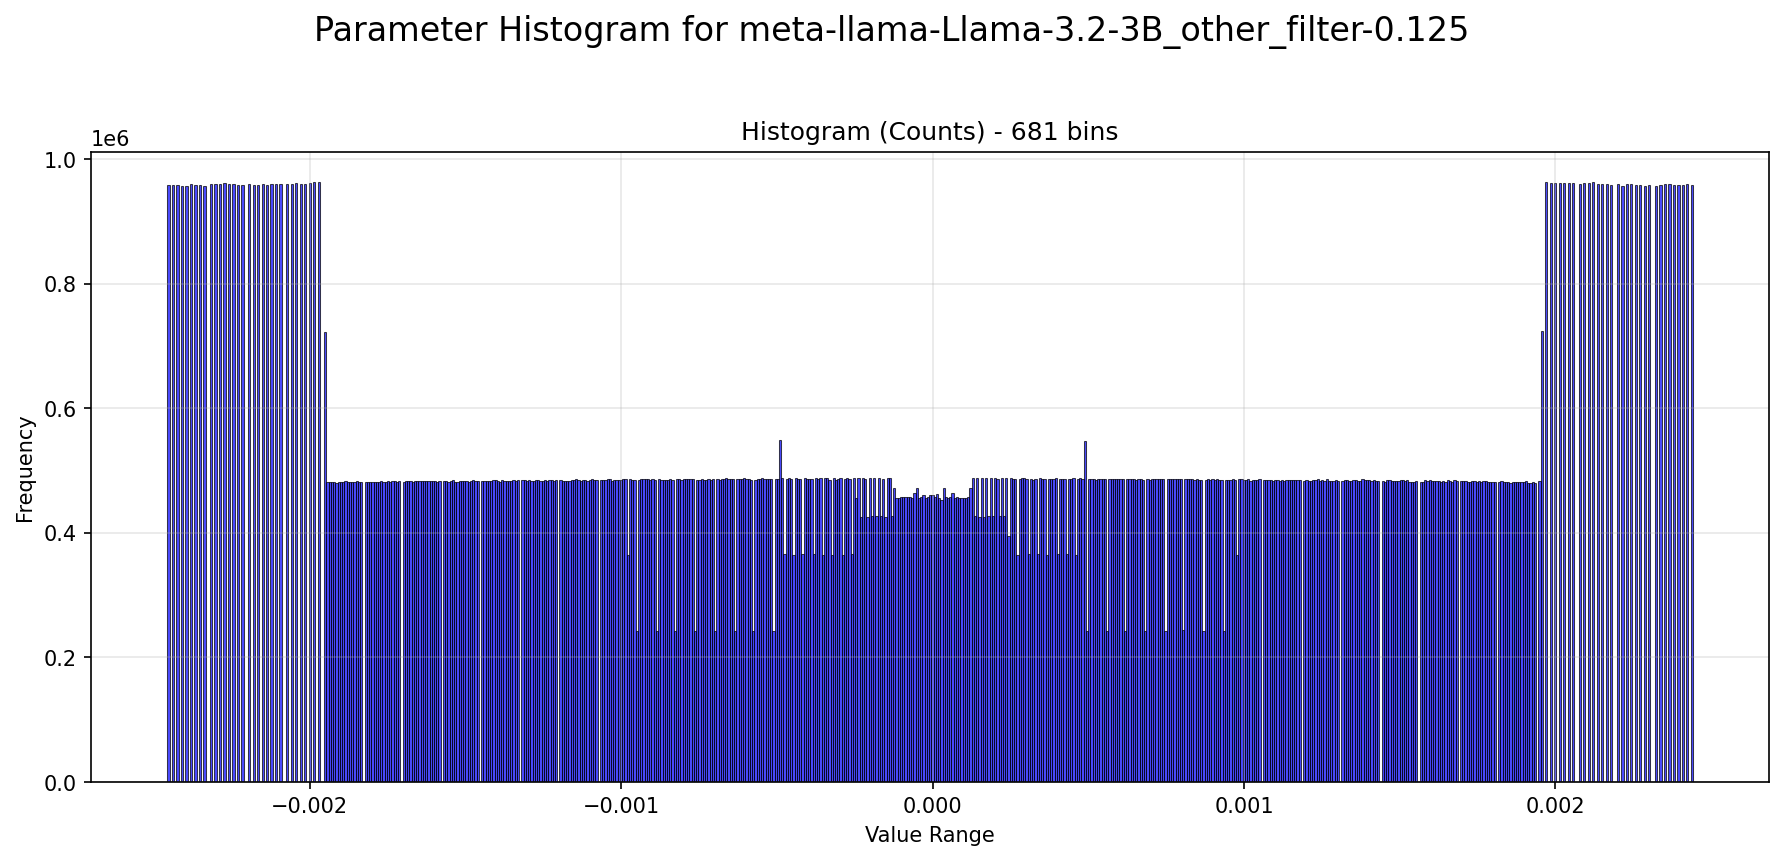 Parameter Histogram for meta-llama-Llama-3.2-3B_other_filter-0.125
Histogram (Counts) - 681 bins
1e6
1.0
0.8
0.6
0.4
0.2
0.0
Frequency
−0.002
−0.001
0.000
0.001
0.002
Value Range